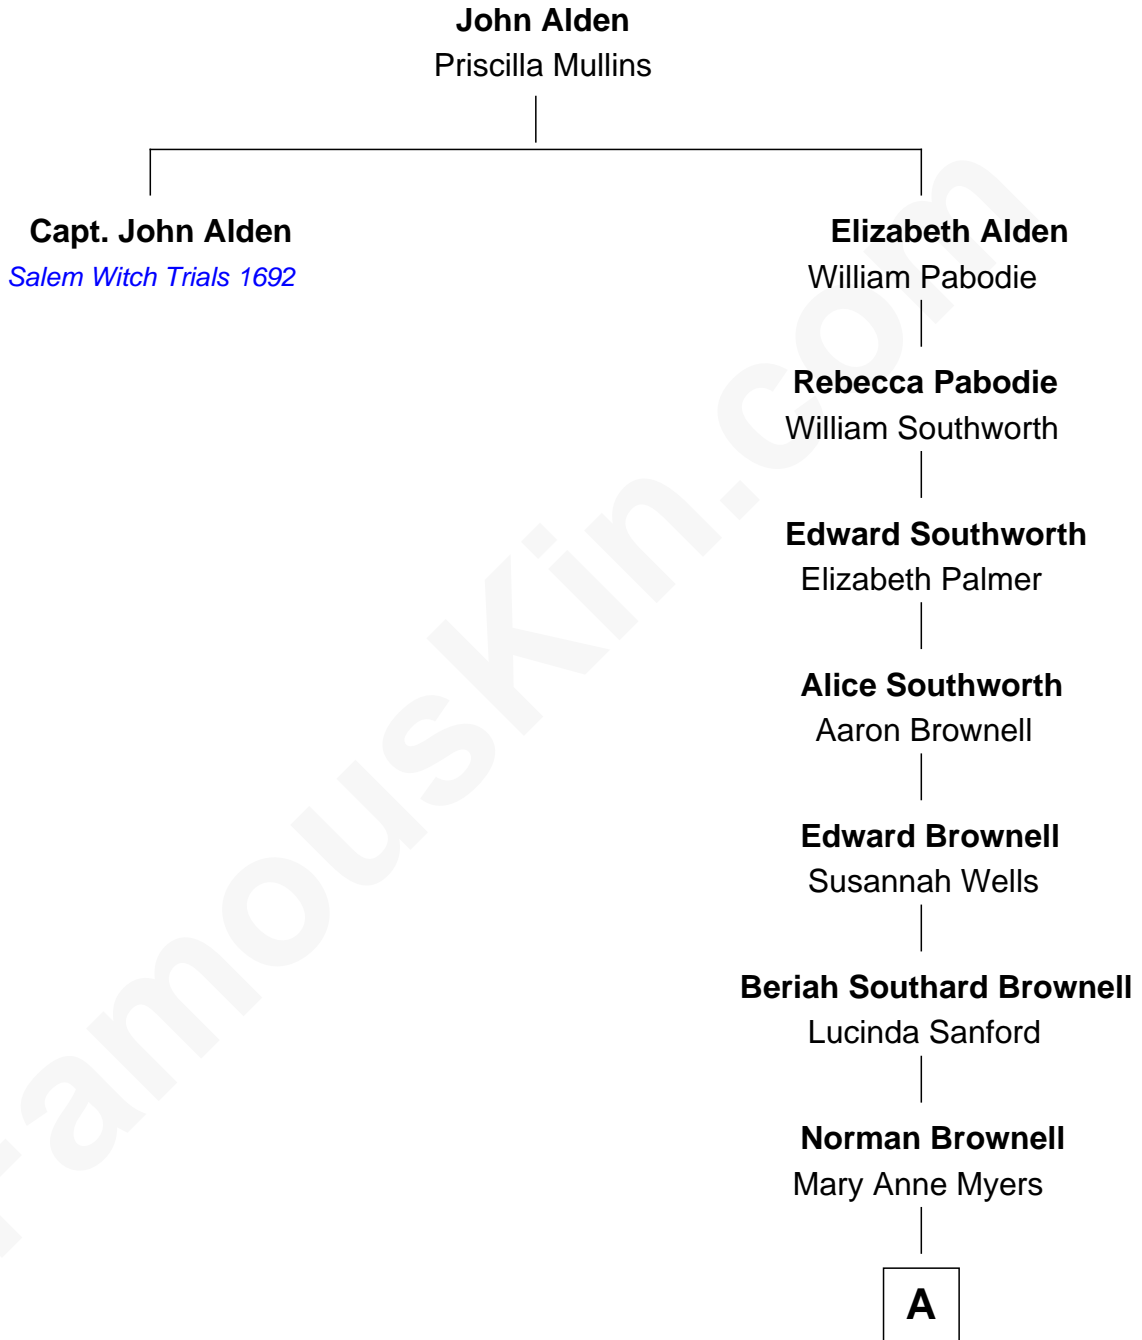 John Alden
Priscilla Mullins
Capt. John Alden
Salem Witch Trials 1692
Elizabeth Alden
William Pabodie
Rebecca Pabodie
William Southworth
Edward Southworth
Elizabeth Palmer
Alice Southworth
Aaron Brownell
Edward Brownell
Susannah Wells
Beriah Southard Brownell
Lucinda Sanford
Norman Brownell
Mary Anne Myers
A
FamousKin.com